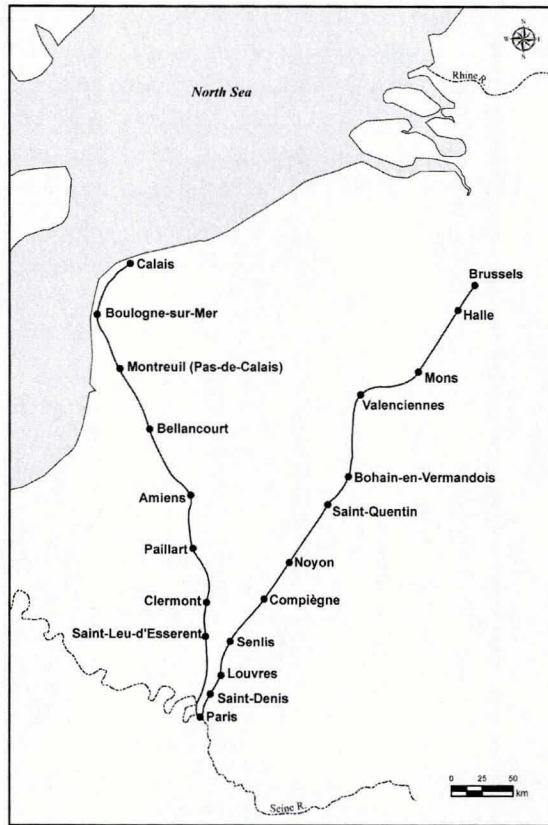 N
W E
S
Rhine R.
North Sea
Calais
Brussels
Halle
Boulogne-sur-Mer
Montreuil (Pas-de-Calais)
Mons
Valenciennes
Bellancourt
Bohain-en-Vermandois
Amiens
Saint-Quentin
Paillart
Noyon
Clermont
Compiègne
Saint-Leu-d'Esserent
Senlis
Louvres
Saint-Denis
Paris
0 25 50
km
Seine R.